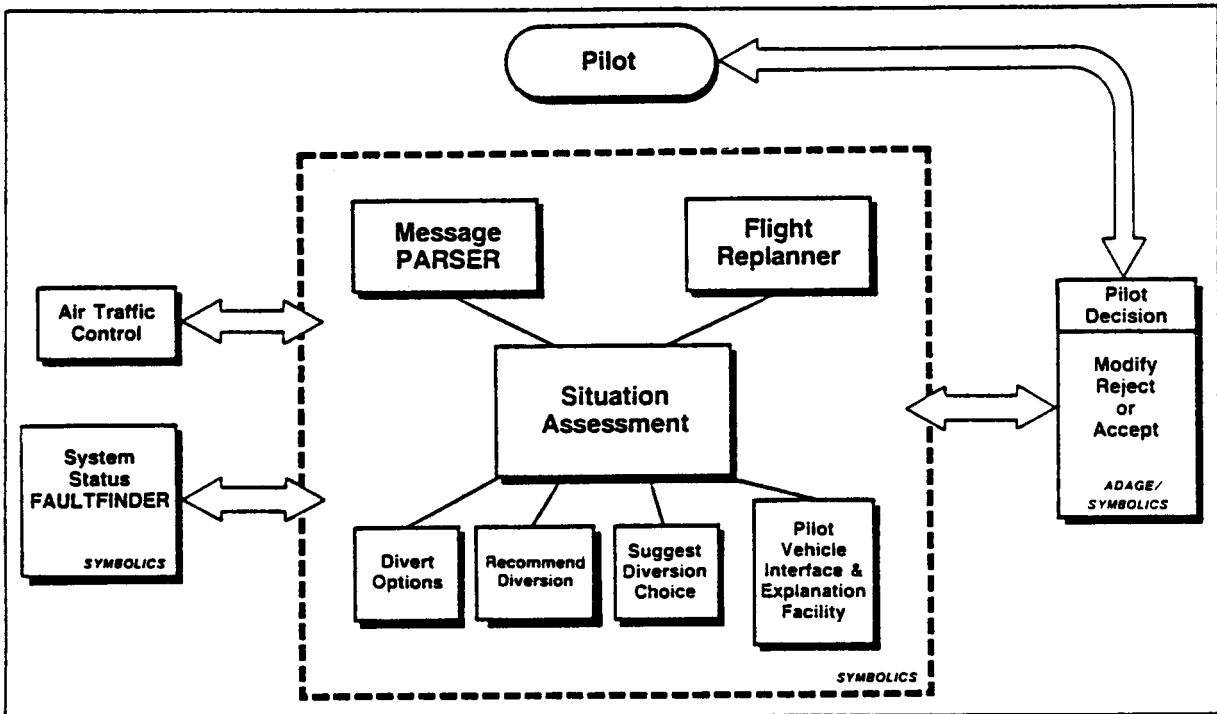 Pilot
Message
PARSER
Flight
Replanner
Air Traffic
Control
Situation
Assessment
Pilot
Decision
Modify
Reject
or
Accept
ADAGE/
SYMBOLICS
System
Status
FAULTFINDER
SYMBOLICS
Divert
Options
Recommend
Diversion
Suggest
Diversion
Choice
Pilot
Vehicle
Interface &
Explanation
Facility
SYMBOLICS